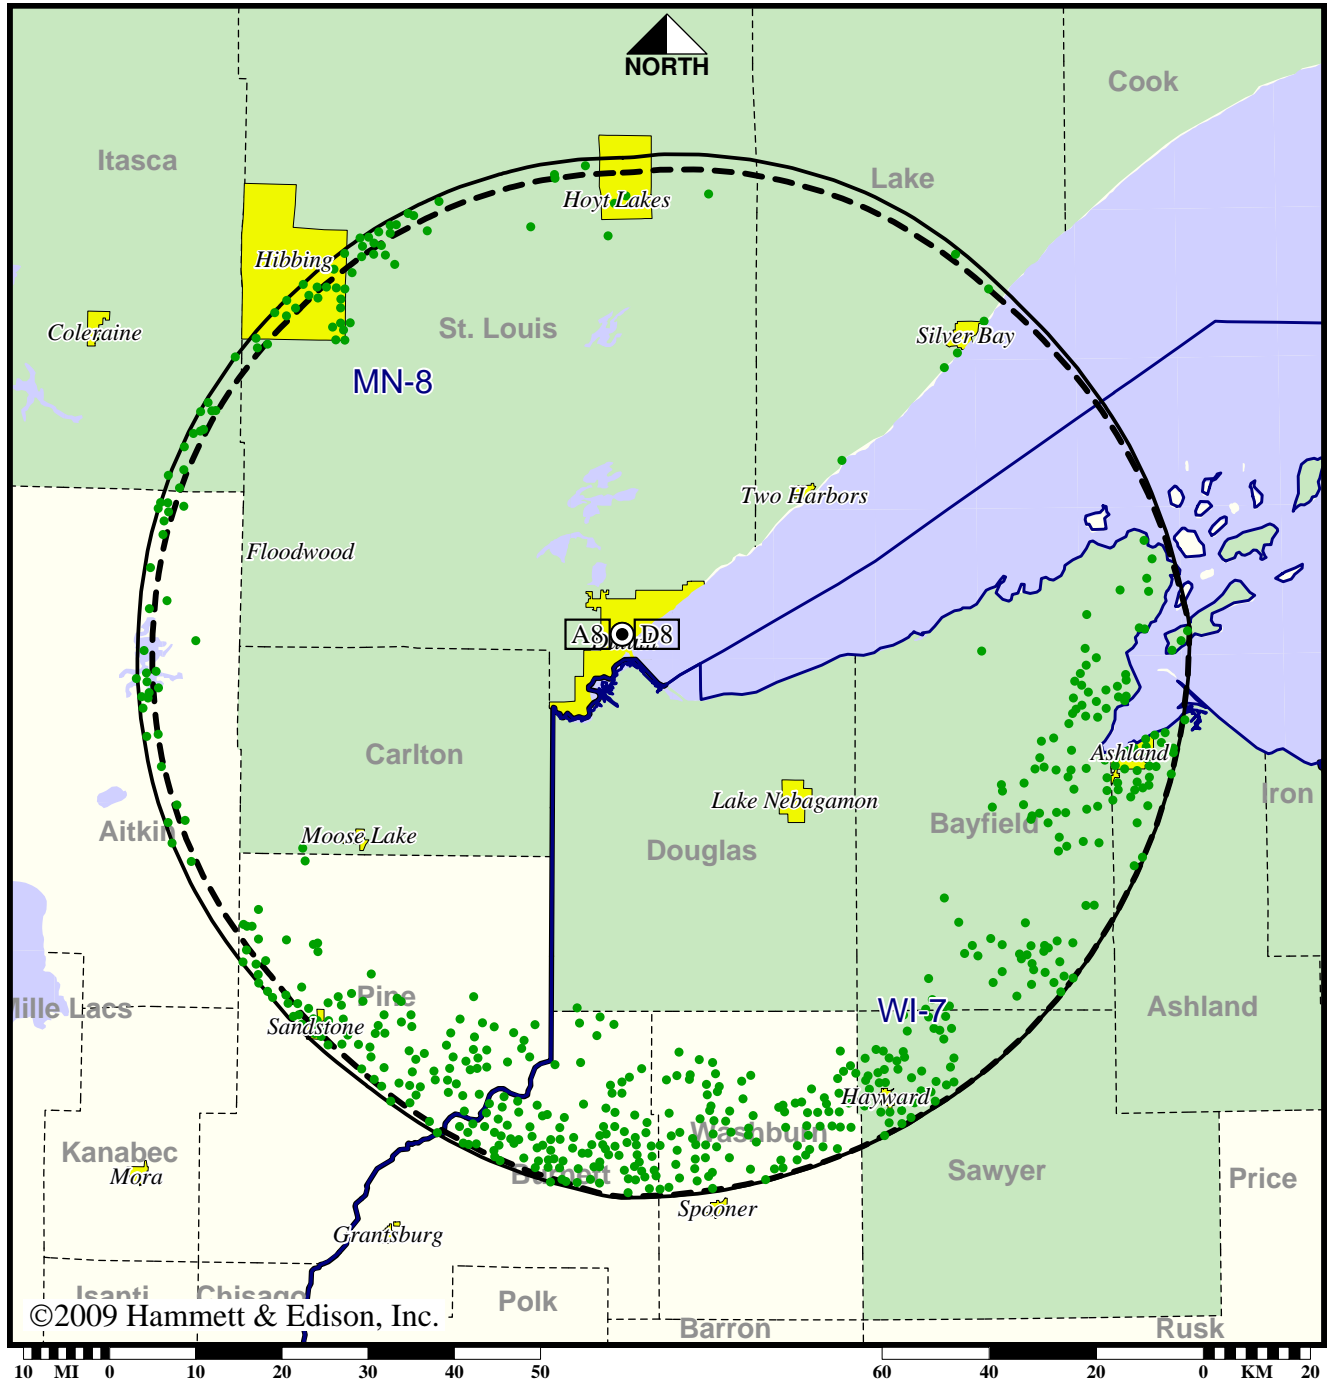 NORTH
Cook
Itasca
Lake
Hoyt Lakes
Hibbing
Coleraine
St. Louis
Silver Bay
MN-8
Two Harbors
Floodwood
A8 D8
Carlton
Ashland
Lake Nebagamon
Iron
Aitkin
Moose Lake
Bayfield
Douglas
Pine
Mille Lacs
WI-7
Ashland
Sandstone
Hayward
Washburn
Kanabec
Mora
Burnett
Sawyer
Price
Spooner
Grantsburg
Isanti
Chisago
Polk
©2009 Hammett & Edison, Inc.
Barron
Rusk
10 MI 0 10 20 30 40 50 60 40 20 0 KM 20